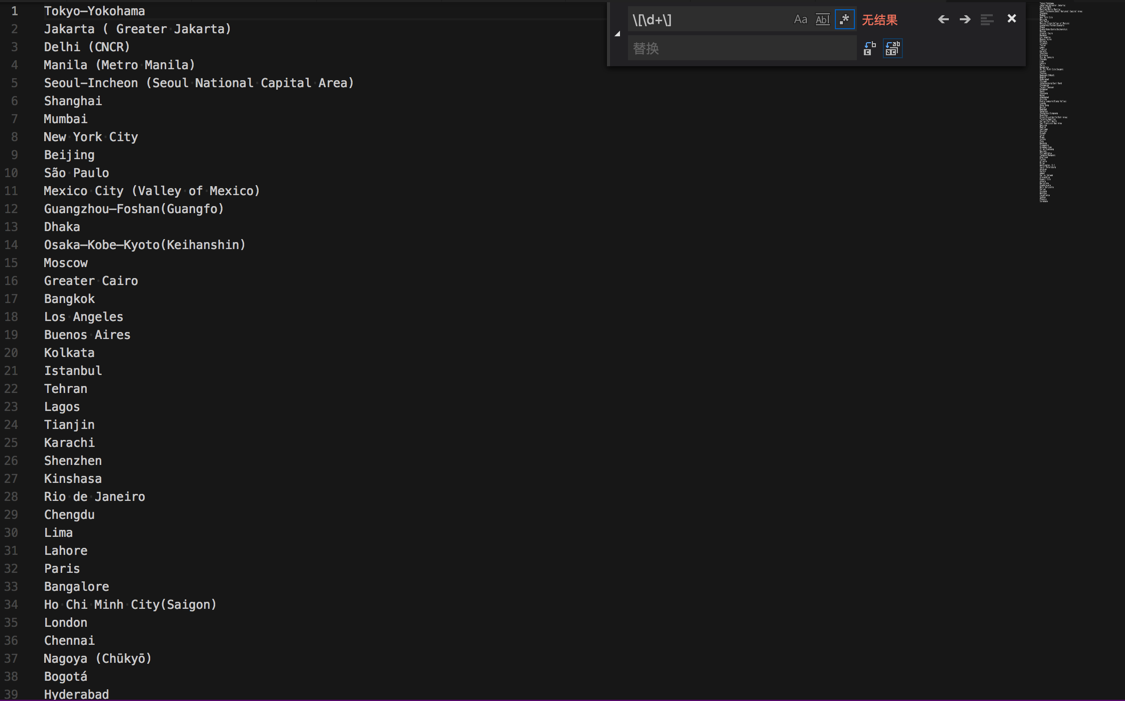 1 Tokyo—Yokohama
2 Jakarta ( Greater Jakarta)
3 Delhi (CNCR)
4 Manila (Metro Manila)
5 Seoul-Incheon (Seoul National Capital Area)
6 Shanghai
7 Mumbai
8 New York City
9 Beijing
10 São Paulo
11 Mexico City (Valley of Mexico)
12 Guangzhou—Foshan(Guangfo)
13 Dhaka
14 Osaka—Kobe—Kyoto(Keihanshin)
15 Moscow
16 Greater Cairo
17 Bangkok
18 Los Angeles
19 Buenos Aires
20 Kolkata
21 Istanbul
22 Tehran
23 Lagos
24 Tianjin
25 Karachi
26 Shenzhen
27 Kinshasa
28 Rio de Janeiro
29 Chengdu
30 Lima
31 Lahore
32 Paris
33 Bangalore
34 Ho Chi Minh City(Saigon)
35 London
36 Chennai
37 Nagoya (Chūkyō)
38 Bogotá
39 Hyderabad
\[\d+\] Aa Abl .* 无结果
替换